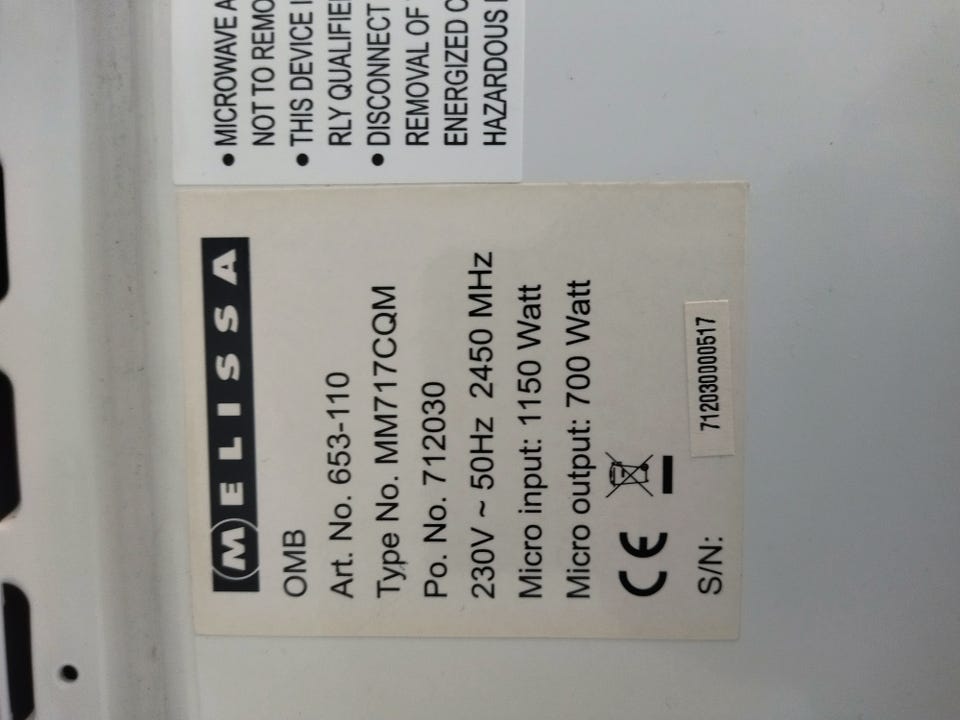 • MICROWAVE A
NOT TO REMO
• THIS DEVICE I
RLY QUALIFIE
• DISCONNECT
REMOVAL OF
ENERGIZED C
HAZARDOUS
MELISSA
OMB
Art. No. 653-110
Type No. MM717CQM
Po. No. 712030
230V ~ 50Hz 2450 MHz
Micro input: 1150 Watt
Micro output: 700 Watt
CE
S/N: 712030000517